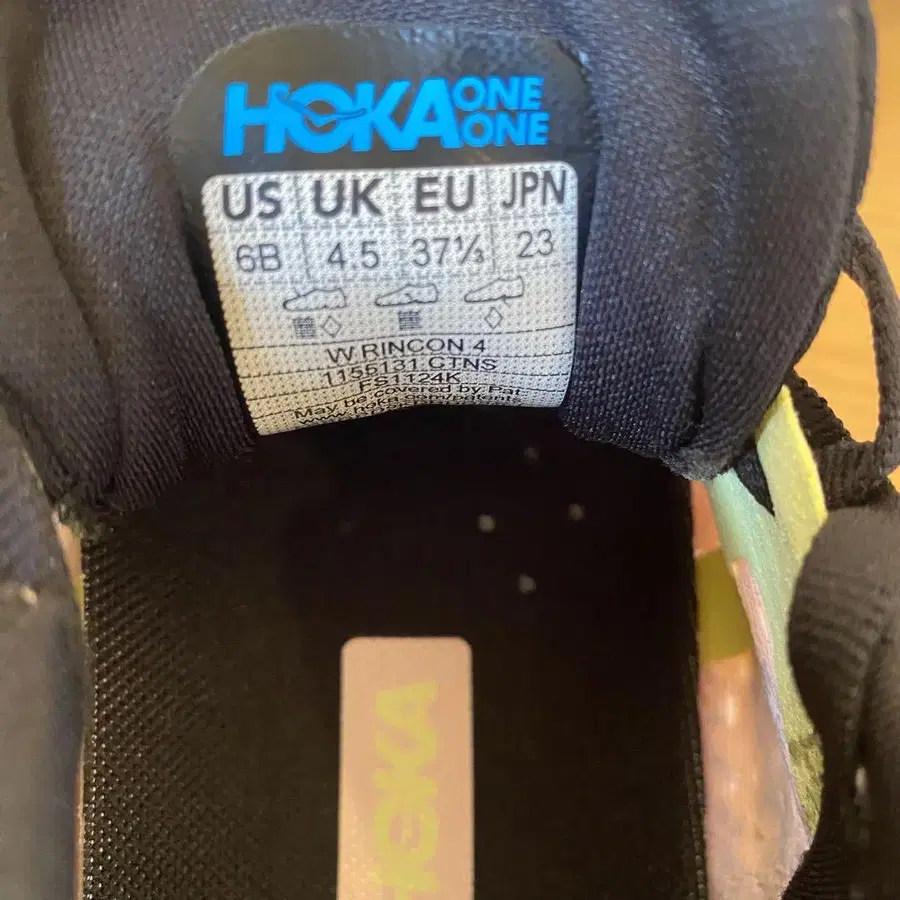 HOKA ONE ONE
US UK EU JPN
6B 4.5 37⅓ 23
W RINCON 4
1155131 CTNS
FS1124K
May be covered by Pat.
HOKA